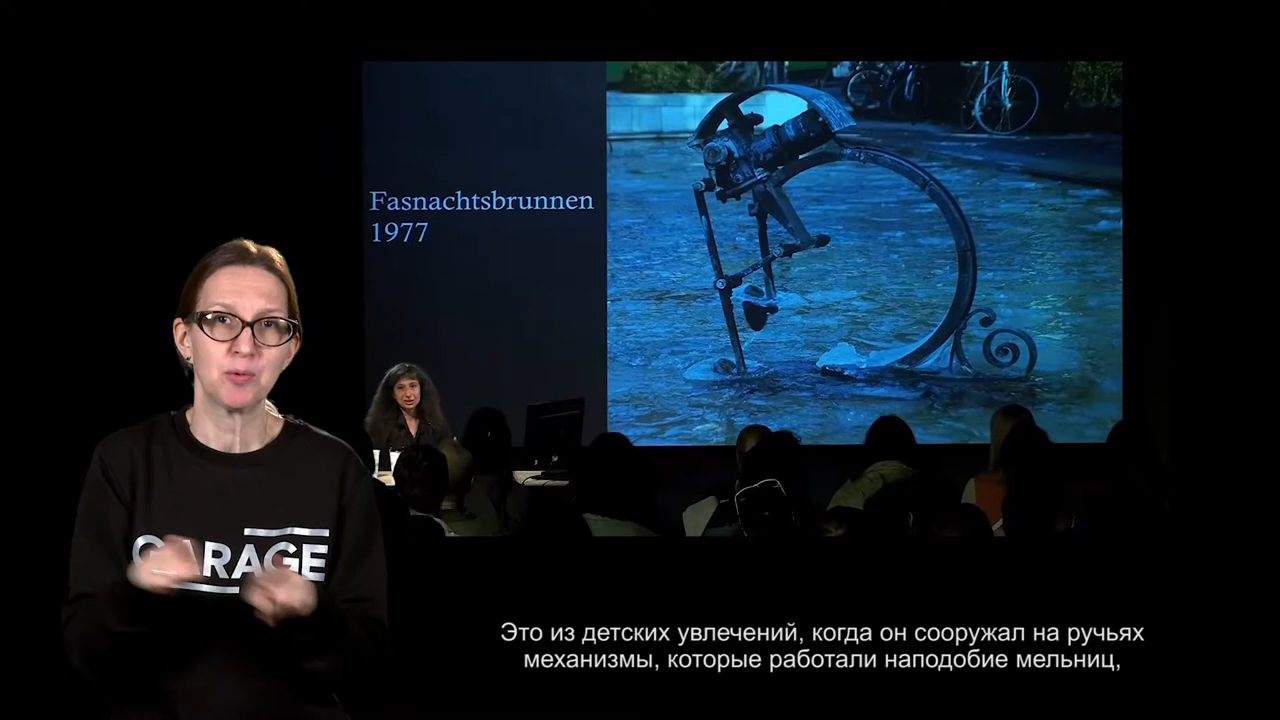 Fasnachtsbrunnen
1977
GARAGE
Это из детских увлечений, когда он сооружал на ручьях
механизмы, которые работали наподобие мельниц,